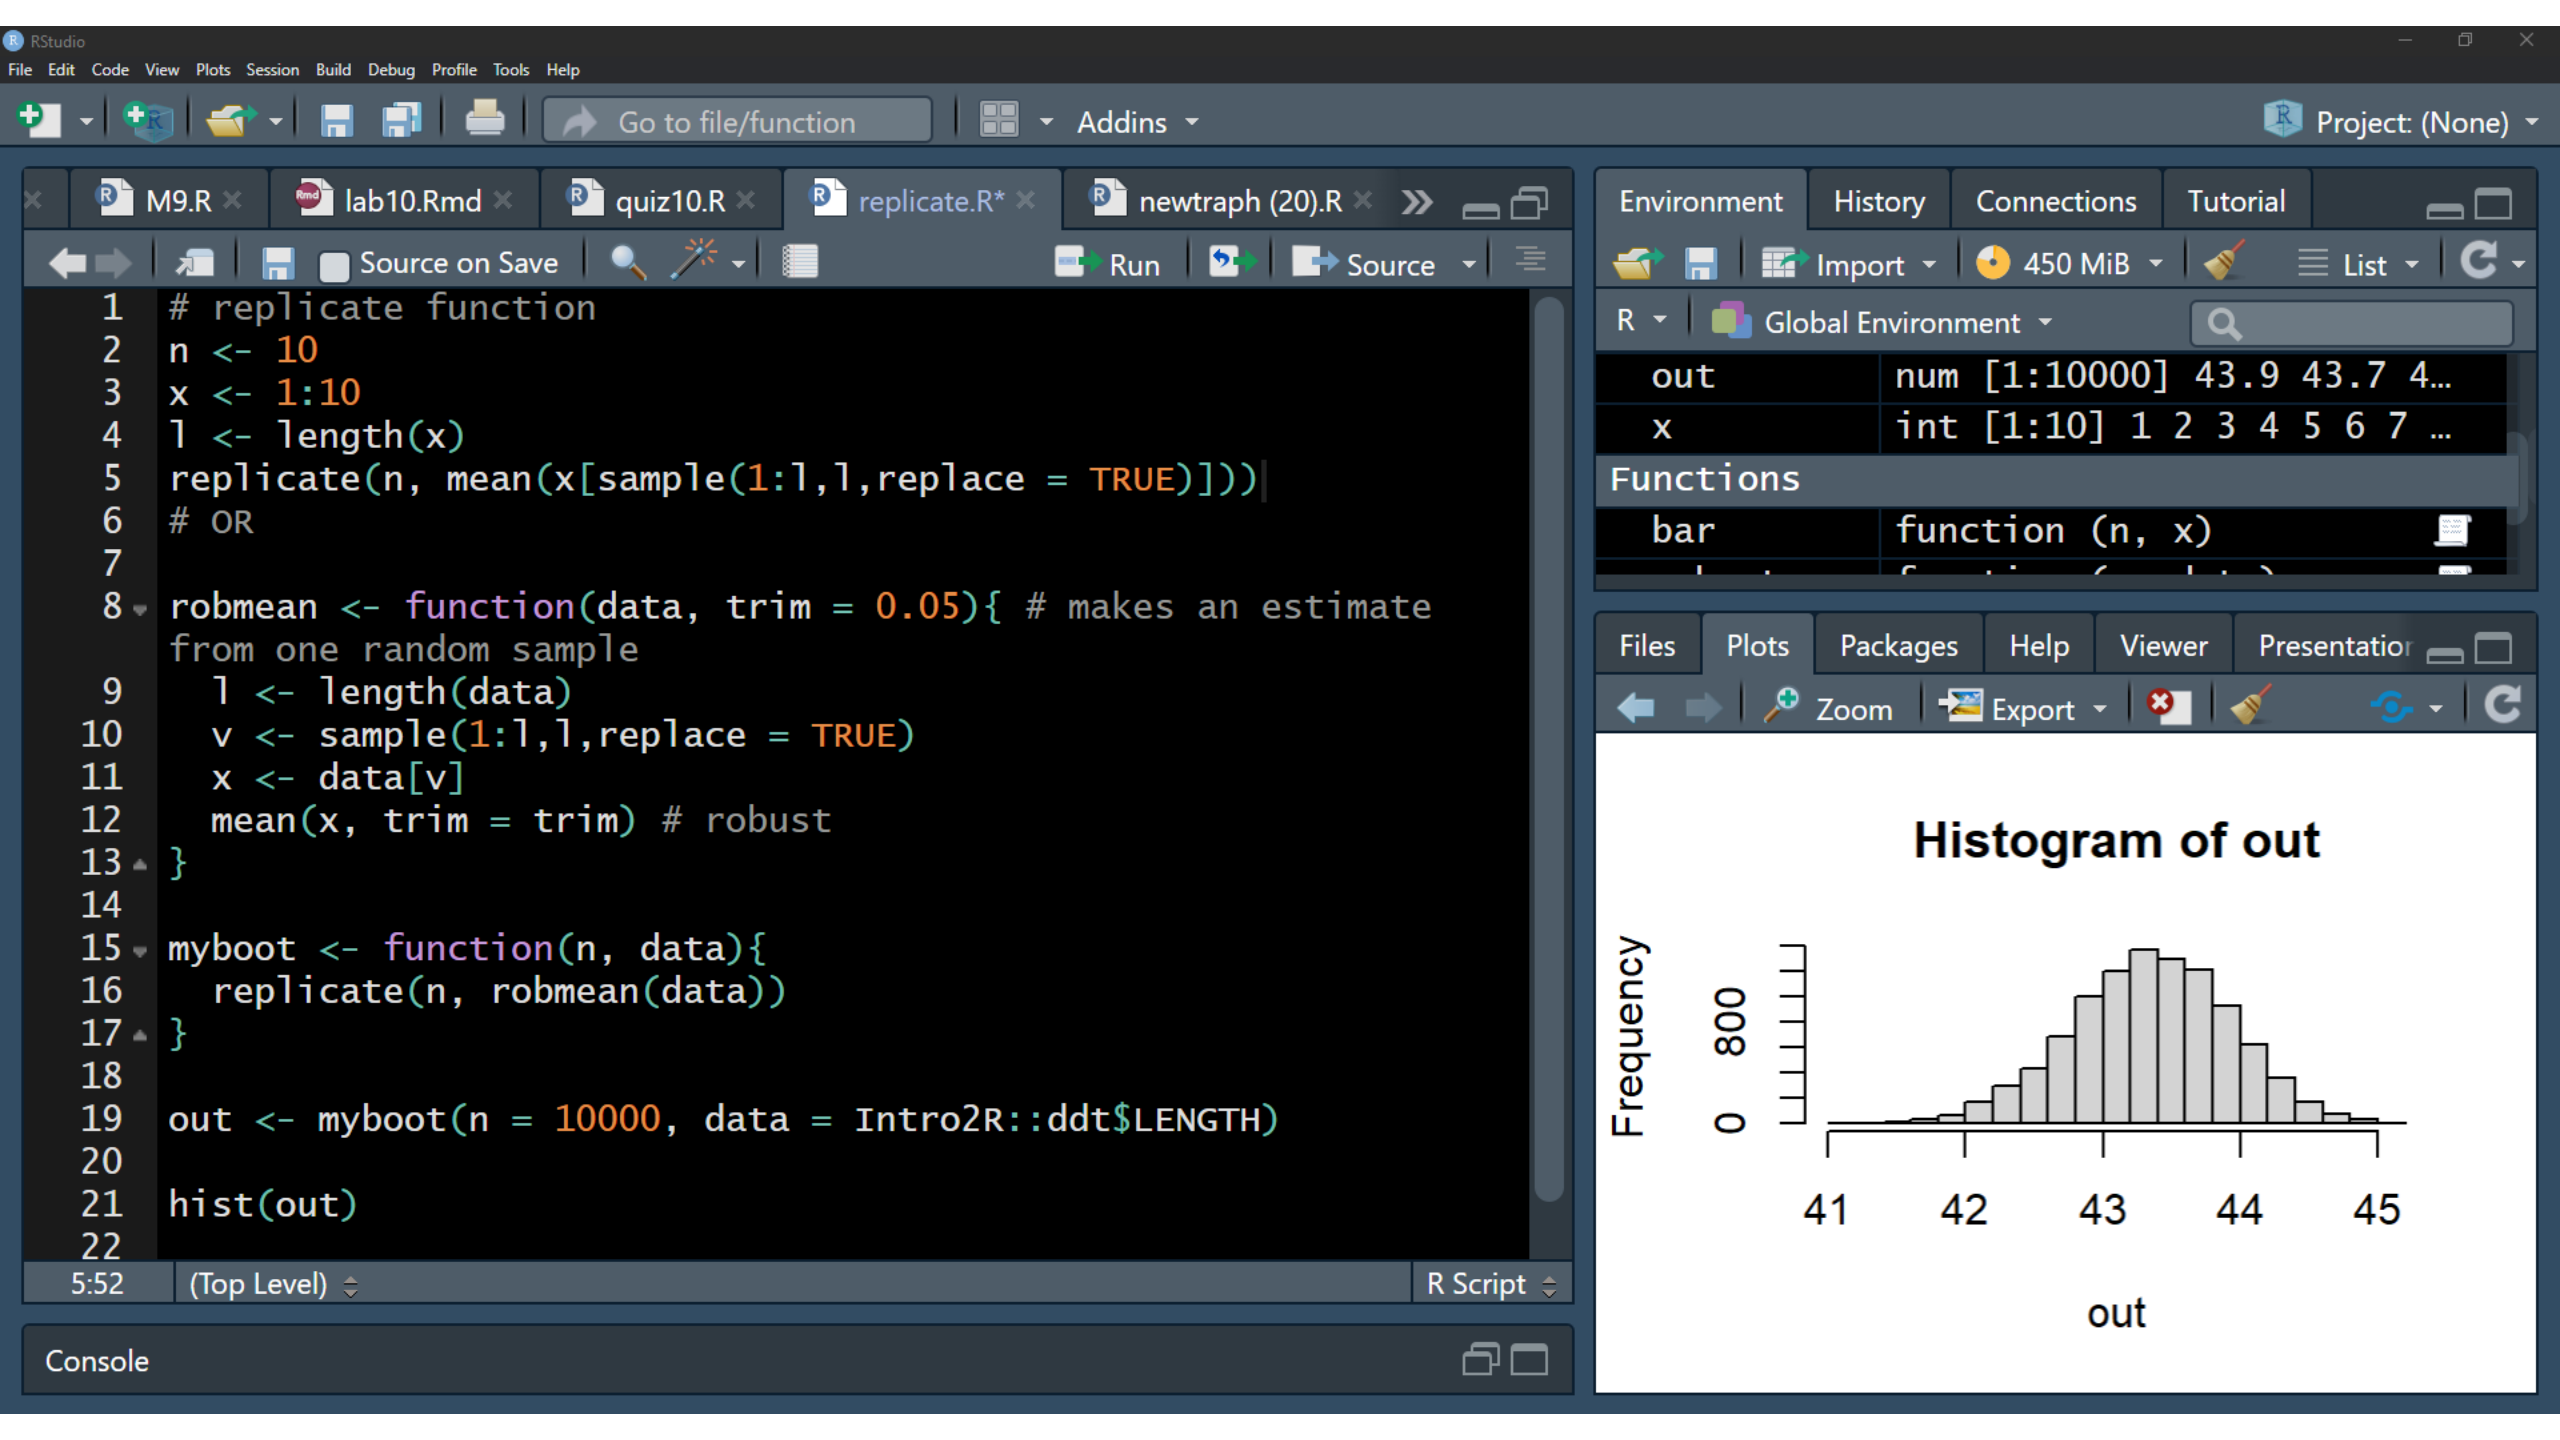 RStudio
File Edit Code View Plots Session Build Debug Profile Tools Help
Go to file/function Addins Project: (None)
M9.R lab10.Rmd quiz10.R replicate.R* newtraph (20).R
Source on Save Run Source
1 # replicate function
2 n <- 10
3 x <- 1:10
4 l <- length(x)
5 replicate(n, mean(x[sample(1:l,l,replace = TRUE)]))
6 # OR
7
8 robmean <- function(data, trim = 0.05){ # makes an estimate
from one random sample
9 l <- length(data)
10 v <- sample(1:l,l,replace = TRUE)
11 x <- data[v]
12 mean(x, trim = trim) # robust
13 }
14
15 myboot <- function(n, data){
16 replicate(n, robmean(data))
17 }
18
19 out <- myboot(n = 10000, data = Intro2R::ddt$LENGTH)
20
21 hist(out)
22
5:52 (Top Level) R Script
Console
Environment History Connections Tutorial
Import 450 MiB List
R Global Environment
out num [1:10000] 43.9 43.7 4...
x int [1:10] 1 2 3 4 5 6 7 ...
Functions
bar function (n, x)
Files Plots Packages Help Viewer Presentation
Zoom Export
Histogram of out
Frequency
0 800
41 42 43 44 45
out